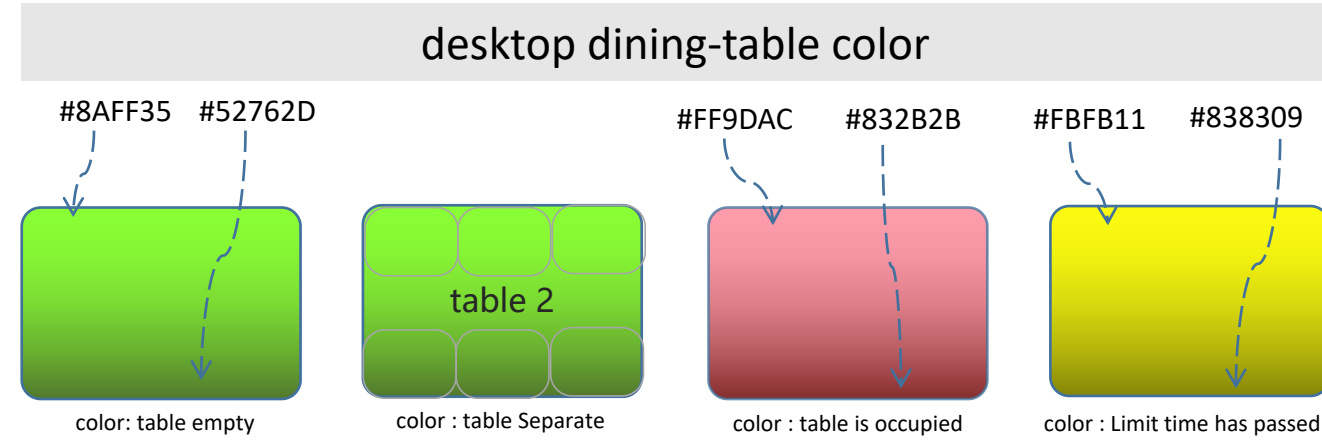 desktop dining-table color
#8AFF35 #52762D
#FF9DAC #832B2B
#FBFB11 #838309
table 2
color: table empty
color : table Separate
color : table is occupied
color : Limit time has passed